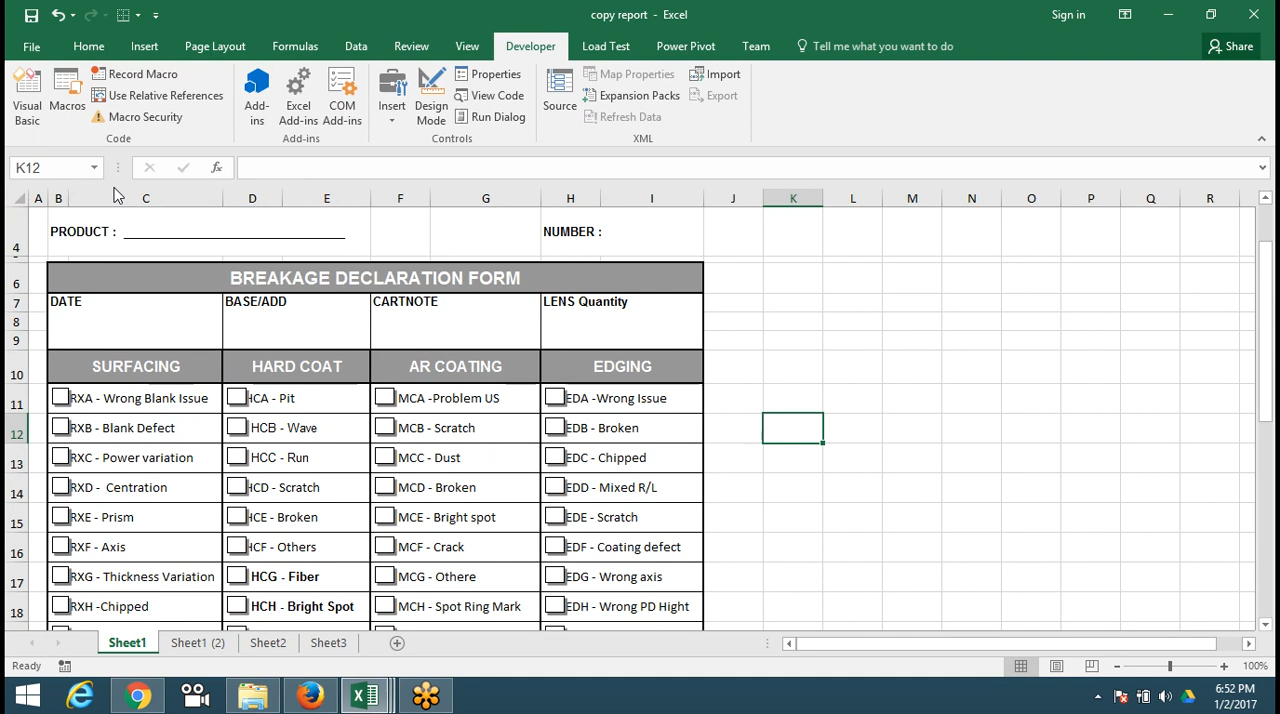 copy report - Excel
Sign in
File Home Insert Page Layout Formulas Data Review View Developer Load Test Power Pivot Team Tell me what you want to do Share
Visual Basic
Macros
Record Macro
Use Relative References
Macro Security
Code
Add-ins
Excel Add-ins
COM Add-ins
Add-ins
Insert
Design Mode
Properties
View Code
Run Dialog
Controls
Source
Map Properties
Expansion Packs
Refresh Data
Import
Export
XML
K12
fx
A B C D E F G H I J K L M N O P Q R
4 PRODUCT : ____________ NUMBER :
6 BREAKAGE DECLARATION FORM
7 DATE BASE/ADD CARTNOTE LENS Quantity
8
9
10 SURFACING HARD COAT AR COATING EDGING
11 RXA - Wrong Blank Issue HCA - Pit MCA -Problem US EDA -Wrong Issue
12 RXB - Blank Defect HCB - Wave MCB - Scratch EDB - Broken
13 RXC - Power variation HCC - Run MCC - Dust EDC - Chipped
14 RXD - Centration HCD - Scratch MCD - Broken EDD - Mixed R/L
15 RXE - Prism HCE - Broken MCE - Bright spot EDE - Scratch
16 RXF - Axis HCF - Others MCF - Crack EDF - Coating defect
17 RXG - Thickness Variation HCG - Fiber MCG - Othere EDG - Wrong axis
18 RXH -Chipped HCH - Bright Spot MCH - Spot Ring Mark EDH - Wrong PD Hight
Sheet1 Sheet1 (2) Sheet2 Sheet3
Ready
100%
6:52 PM
1/2/2017